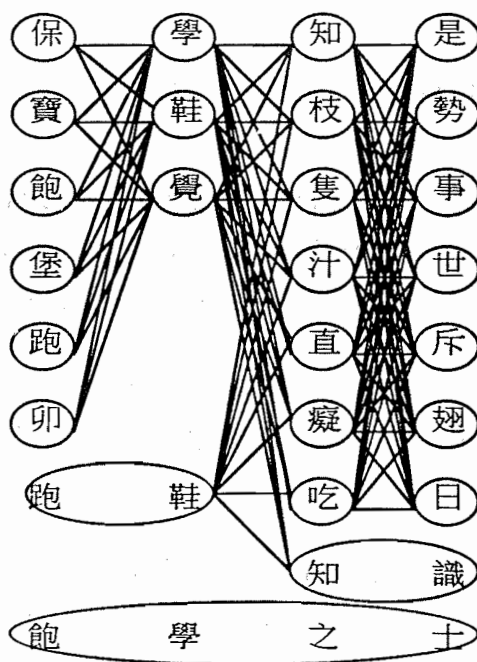 保 學 知 是
寶 鞋 枝 勢
飽 覺 隻 事
堡 汁 世
跑 直 斥
卯 癡 翅
跑 鞋 吃 日
知 識
飽 學 之 士